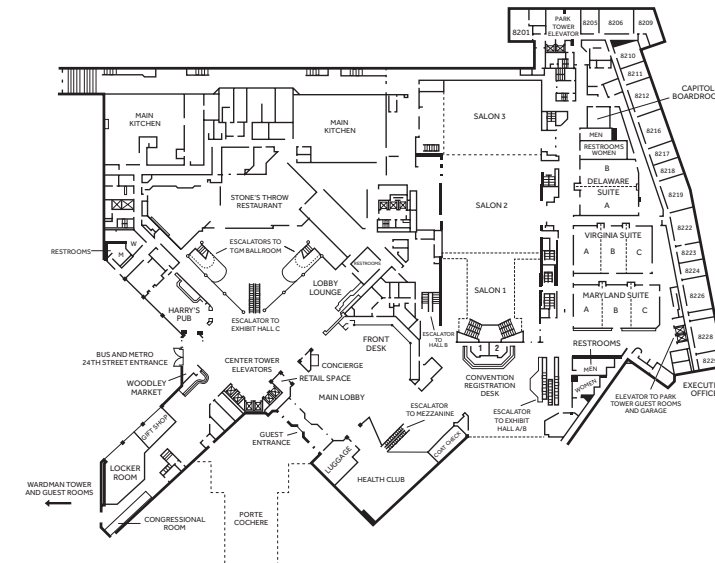 8201
PARK
TOWER
ELEVATOR
8205
8206
8209
8210
8211
8212
CAPITOL
BOARDROO
8216
MEN
RESTROOMS
WOMEN
8217
8218
8219
MAIN
KITCHEN
MAIN
KITCHEN
SALON 3
B
DELAWARE
SUITE
A
STONE'S THROW
RESTAURANT
SALON 2
8222
8223
8224
8226
8228
8229
VIRGINIA SUITE
A B C
MARYLAND SUITE
A B C
RESTROOMS
W
M
ESCALATORS TO
TGM BALLROOM
RESTROOMS
LOBBY
LOUNGE
SALON 1
HARRY'S
PUB
ESCALATOR TO
EXHIBIT HALL C
FRONT
DESK
ESCALATOR
TO
HALL B
1 2
CONVENTION
REGISTRATION
DESK
RESTROOMS
MEN
WOMEN
BUS AND METRO
24TH STREET ENTRANCE
WOODLEY
MARKET
CENTER TOWER
ELEVATORS
CONCIERGE
RETAIL SPACE
MAIN LOBBY
ESCALATOR
TO MEZZANINE
ESCALATOR
TO EXHIBIT
HALL A/B
ELEVATOR TO PARK
TOWER GUEST ROOMS
AND GARAGE
EXECUTI
OFFIC
GIFT SHOP
GUEST
ENTRANCE
COAT CHECK
LUGGAGE
HEALTH CLUB
LOCKER
ROOM
WARDMAN TOWER
AND GUEST ROOMS
CONGRESSIONAL
ROOM
PORTE
COCHERE